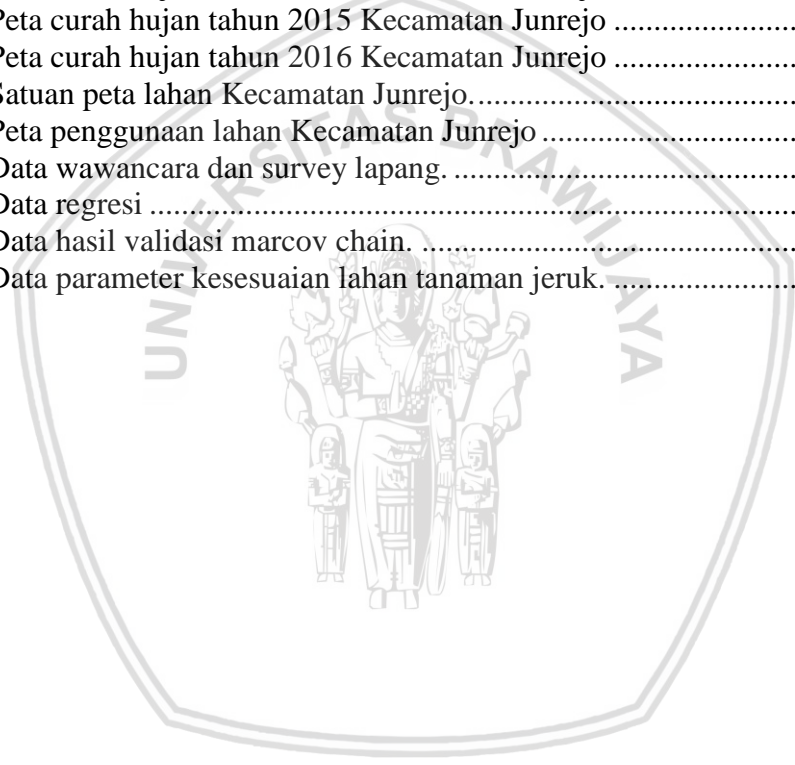 Peta curah hujan tahun 2015 Kecamatan Junrejo ......................
Peta curah hujan tahun 2016 Kecamatan Junrejo ......................
Satuan peta lahan Kecamatan Junrejo. ......................................
Peta penggunaan lahan Kecamatan Junrejo ..............................
Data wawancara dan survey lapang. .........................................
Data regresi ..............................................................................
Data hasil validasi marcov chain. .............................................
Data parameter kesesuaian lahan tanaman jeruk. ......................
UNIVERSITAS BRAWIJAYA